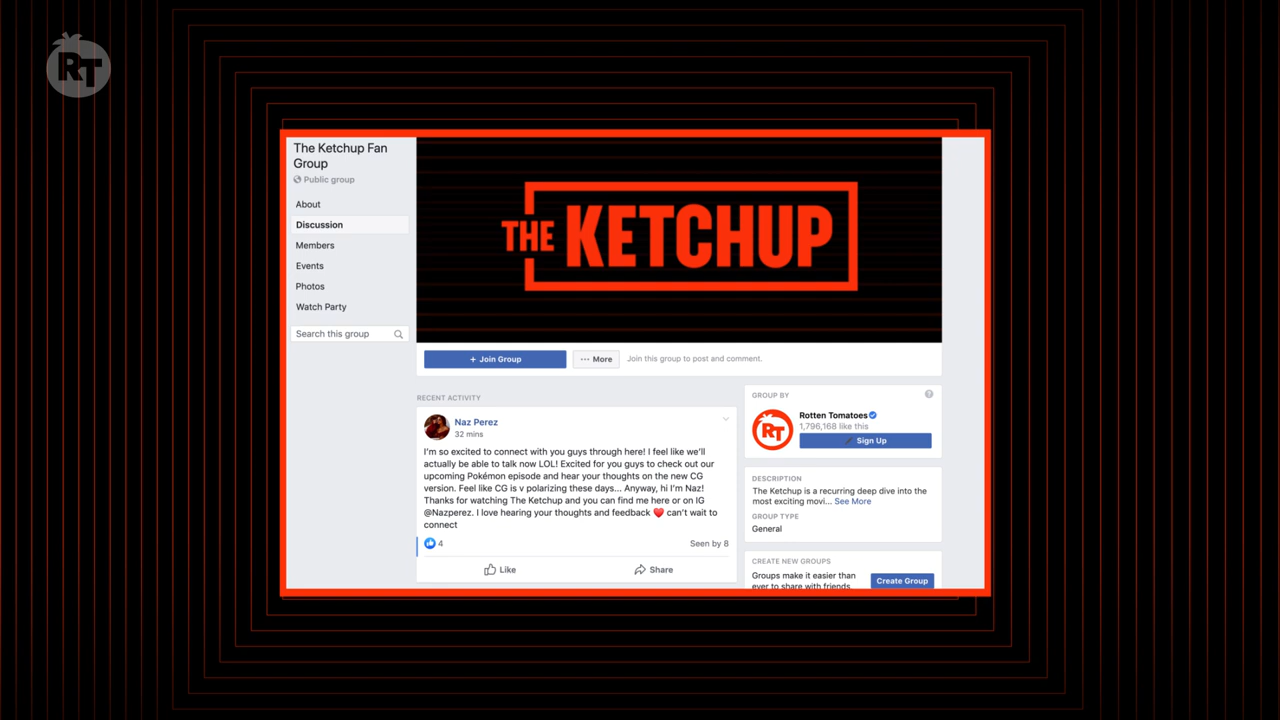 RT
The Ketchup Fan
Group
Public group
About
Discussion
Members
Events
Photos
Watch Party
Search this group
THE KETCHUP
+ Join Group
··· More
Join this group to post and comment.
RECENT ACTIVITY
Naz Perez
32 mins
I'm so excited to connect with you guys through here! I feel like we'll
actually be able to talk now LOL! Excited for you guys to check out our
upcoming Pokémon episode and hear your thoughts on the new CG
version. Feel like CG is v polarizing these days... Anyway, hi I'm Naz!
Thanks for watching The Ketchup and you can find me here or on IG
@Nazperez. I love hearing your thoughts and feedback ❤️ can't wait to
connect
4
Seen by 8
Like
Share
GROUP BY
?
RT
Rotten Tomatoes
1,796,168 like this
Sign Up
DESCRIPTION
The Ketchup is a recurring deep dive into the
most exciting movi... See More
GROUP TYPE
General
CREATE NEW GROUPS
Groups make it easier than
ever to share with friends,
Create Group